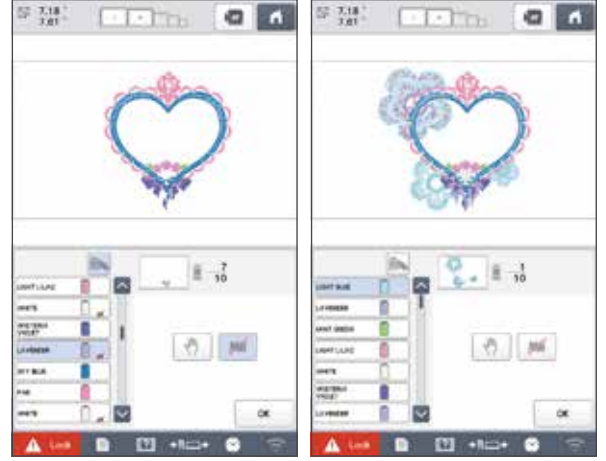 7.18 "
7.61 "
7
10
LIGHT LILAC
WHITE
WISTERIA
VIOLET
LAVENDER
SKY BLUE
PINK
WHITE
OK
Lock
7.18 "
7.61 "
1
10
LIGHT BLUE
LAVENDER
MINT GREEN
LIGHT LILAC
WHITE
WISTERIA
VIOLET
LAVENDER
OK
Lock